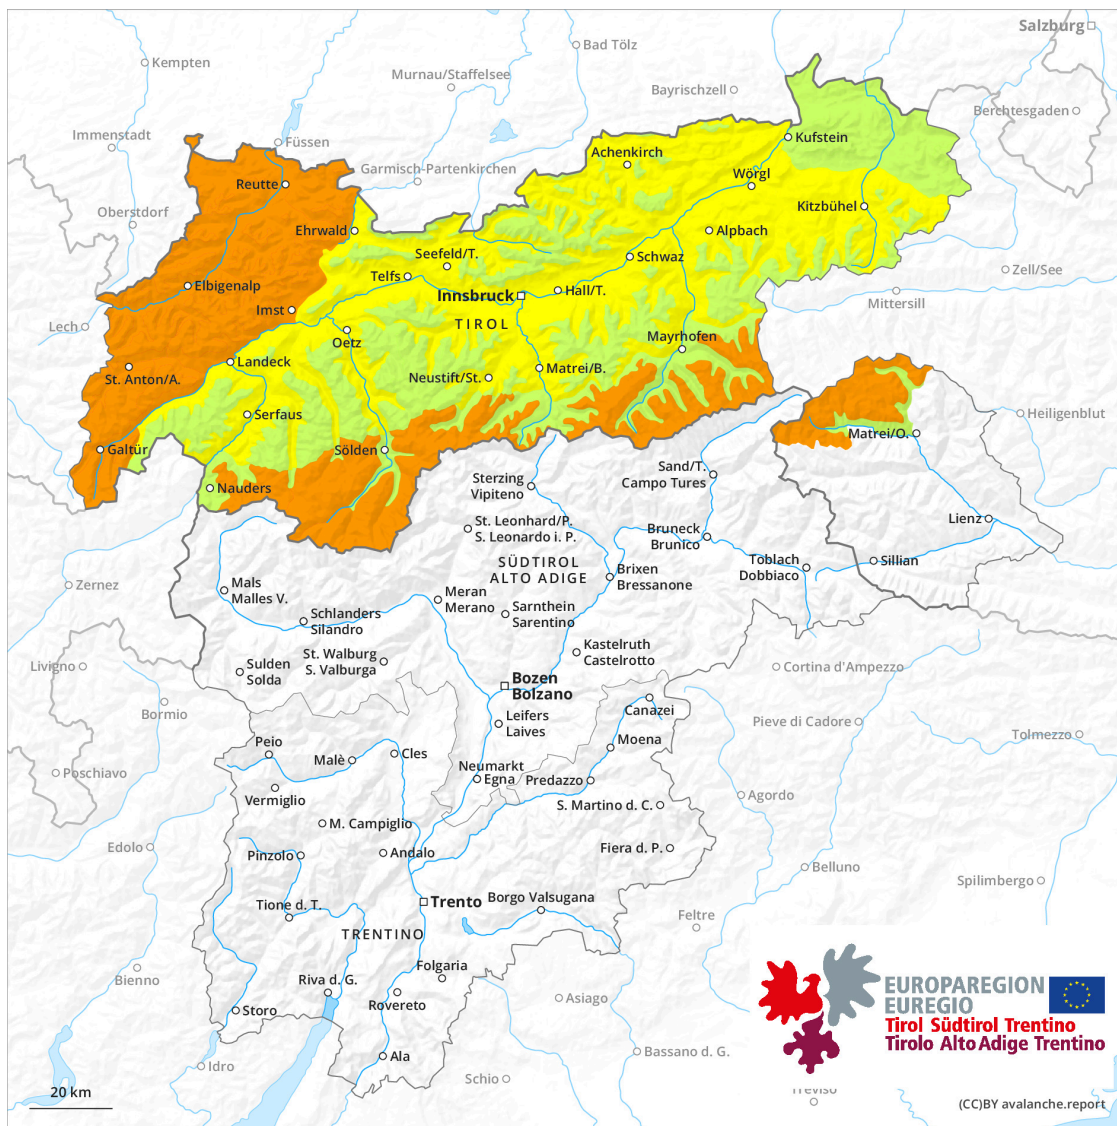 Salzburg
Bad Tölz
Kempten
Murnau/Staffelsee
Bayrischzell
Berchtesgaden
Immenstadt
Füssen
Kufstein
Achenkirch
Garmisch-Partenkirchen
Wörgl
Reutte
Kitzbühel
Oberstdorf
Ehrwald
Alpbach
Seefeld/T.
Schwaz
Telfs
Zell/See
Elbigenalp
Innsbruck
Hall/T.
Mittersill
Imst
TIROL
Lech
Oetz
Mayrhofen
Landeck
Matrei/B.
St. Anton/A.
Neustift/St.
Serfaus
Heiligenblut
Matrei/O.
Galtür
Sölden
Sand/T.
Campo Tures
Sterzing
Vipiteno
Nauders
Lienz
St. Leonhard/P.
S. Leonardo i. P.
Bruneck
Brunico
SÜDTIROL
ALTO ADIGE
Toblach
Dobbiaco
Sillian
Brixen
Bressanone
Zernez
Mals
Malles V.
Meran
Merano
Sarnthein
Sarentino
Schlanders
Silandro
Kastelruth
Castelrotto
St. Walburg
S. Valburga
Livigno
Sulden
Solda
Cortina d'Ampezzo
Bozen
Bolzano
Bormio
Canazei
Leifers
Laives
Pieve di Cadore
Tolmezzo
Moena
Peio
Malè
Cles
Neumarkt
Egna
Predazzo
Poschiavo
Vermiglio
Agordo
S. Martino d. C.
M. Campiglio
Edolo
Pinzolo
Andalo
Fiera d. P.
Belluno
Spilimbergo
Trento
Borgo Valsugana
Tione d. T.
Feltre
TRENTINO
Folgaria
Bienno
Riva d. G.
Rovereto
Asiago
Storo
EUROPAREGION
EUREGIO
Tirol Südtirol Trentino
Tirolo Alto Adige Trentino
Ala
Bassano d. G.
Idro
Schio
Treviso
20 km
(CC)BY avalanche.report